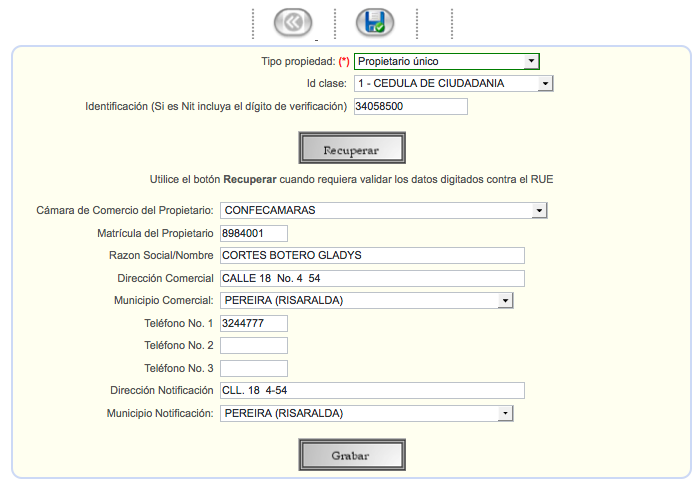 Tipo propiedad: (*) Propietario único
Id clase: 1 - CEDULA DE CIUDADANIA
Identificación (Si es Nit incluya el dígito de verificación) 34058500
Recuperar
Utilice el botón Recuperar cuando requiera validar los datos digitados contra el RUE
Cámara de Comercio del Propietario: CONFECAMARAS
Matrícula del Propietario 8984001
Razon Social/Nombre CORTES BOTERO GLADYS
Dirección Comercial CALLE 18 No. 4 54
Municipio Comercial: PEREIRA (RISARALDA)
Teléfono No. 1 3244777
Teléfono No. 2
Teléfono No. 3
Dirección Notificación CLL. 18 4-54
Municipio Notificación: PEREIRA (RISARALDA)
Grabar